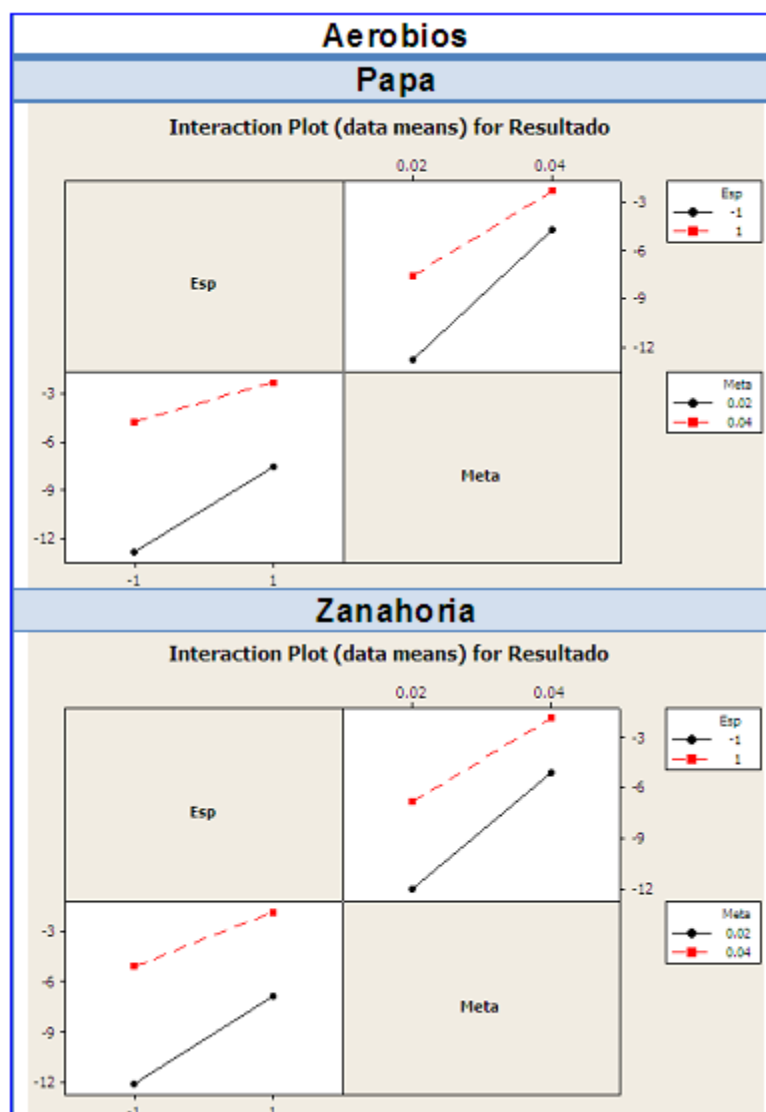 Aerobios
Papa
Interaction Plot (data means) for Resultado
0.02 0.04
Esp
-1
1
-3
-6
-9
-12
Esp
Meta
0.02
0.04
-3
-6
-9
-12
Meta
-1 1
Zanahoria
Interaction Plot (data means) for Resultado
0.02 0.04
Esp
-1
1
-3
-6
-9
-12
Esp
Meta
0.02
0.04
-3
-6
-9
-12
Meta
-1 1